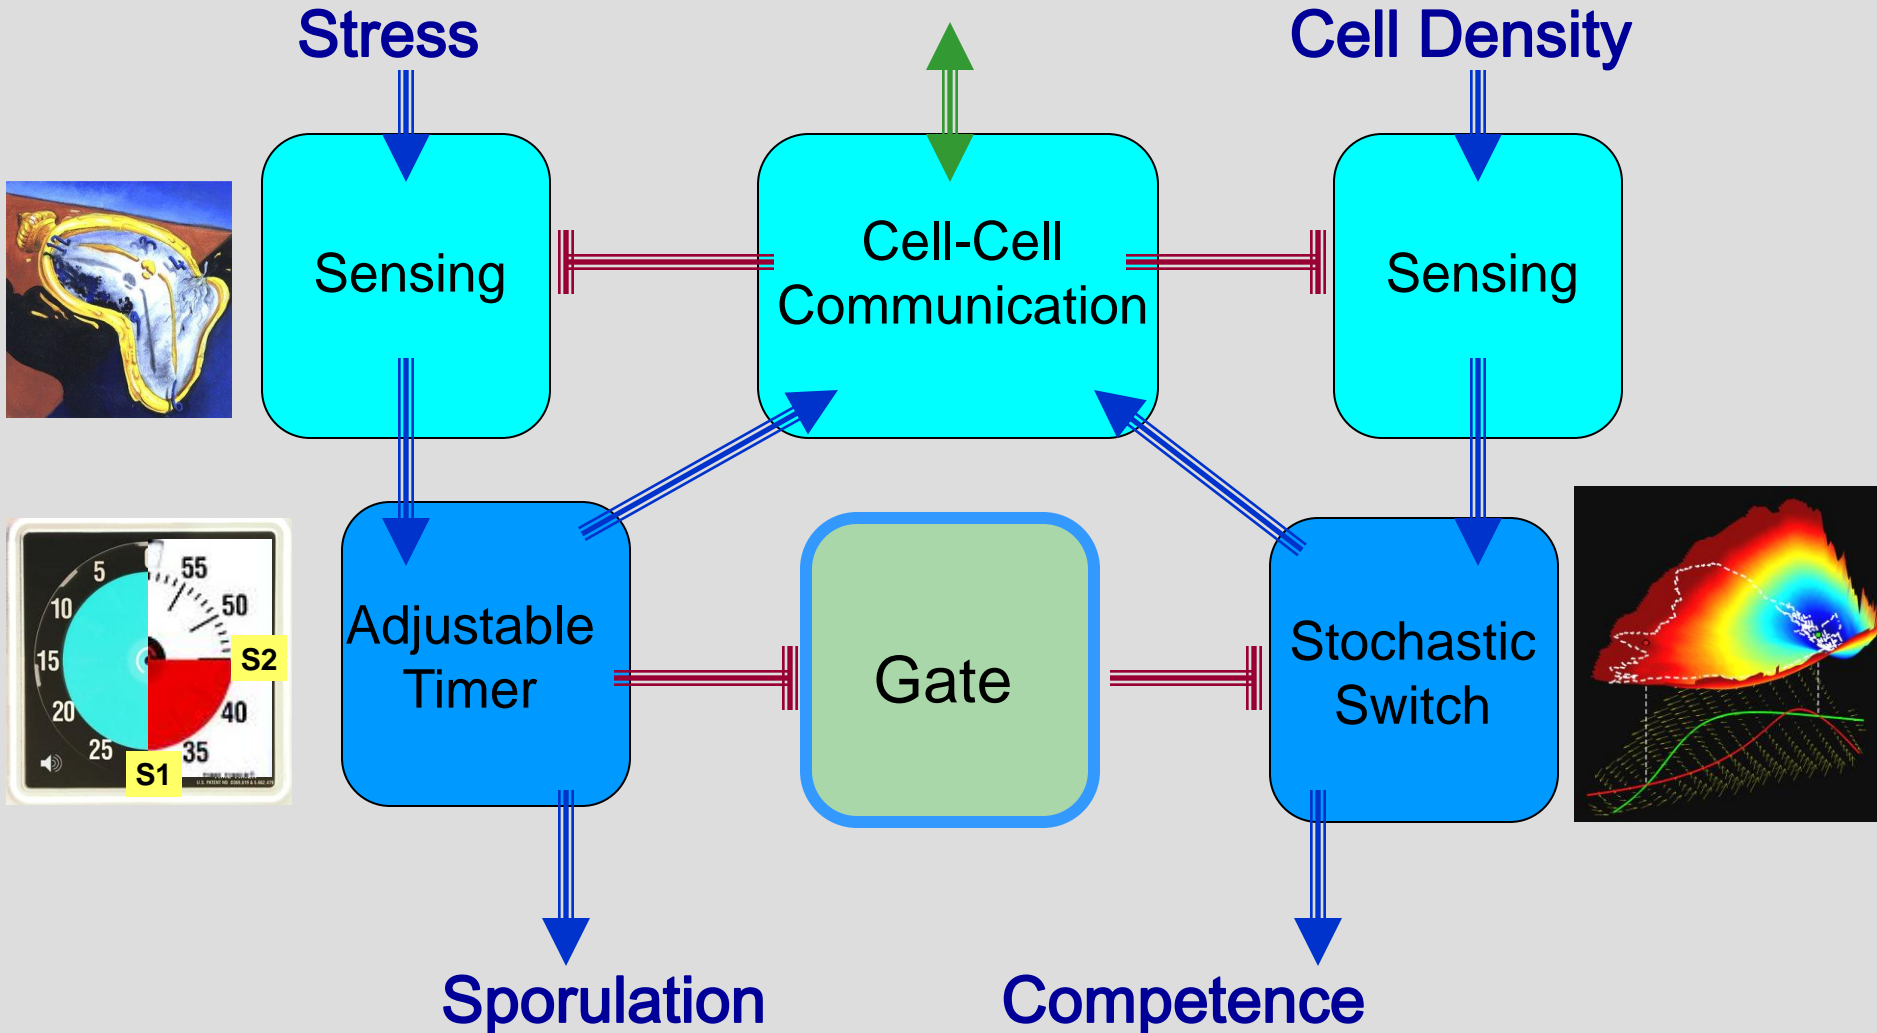 Stress
Cell Density
Sensing
Cell-Cell
Communication
Sensing
Adjustable
Timer
Gate
Stochastic
Switch
5
55
10
50
15
S2
20
40
25
35
S1
Sporulation
Competence